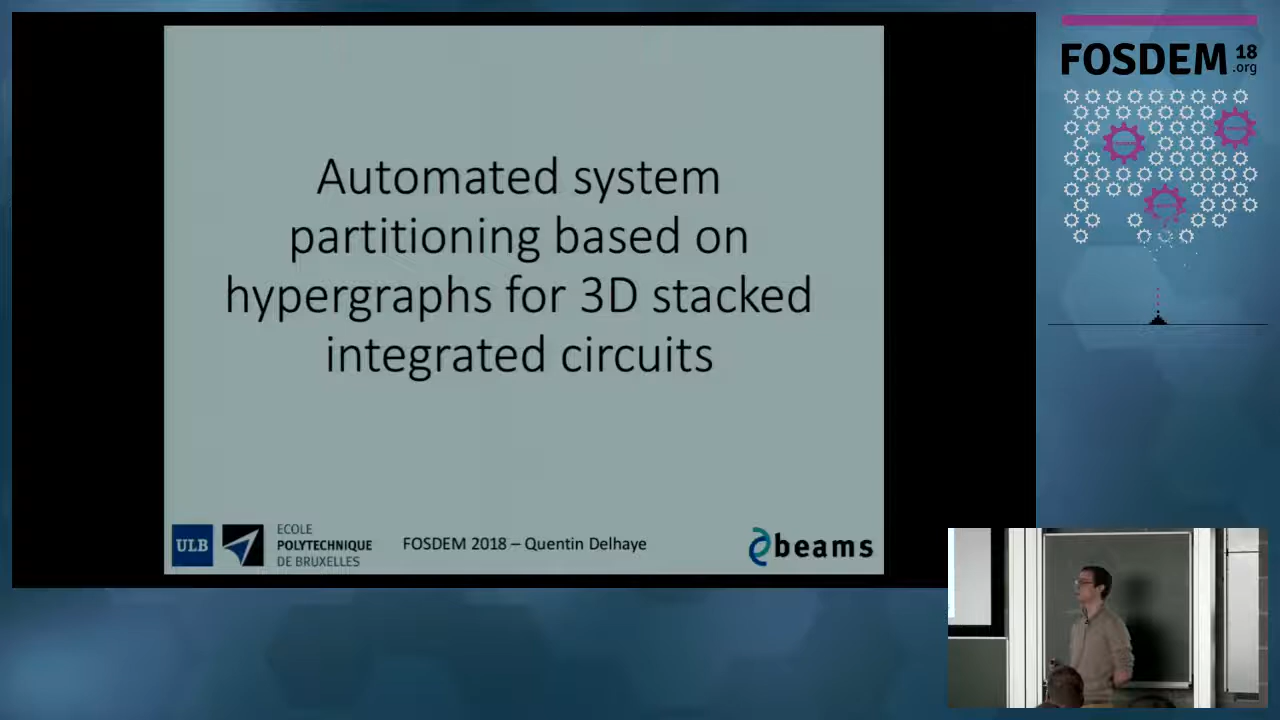 Automated system
partitioning based on
hypergraphs for 3D stacked
integrated circuits
ULB
ECOLE
POLYTECHNIQUE
DE BRUXELLES
FOSDEM 2018 – Quentin Delhaye
beams
FOSDEM 18
.org